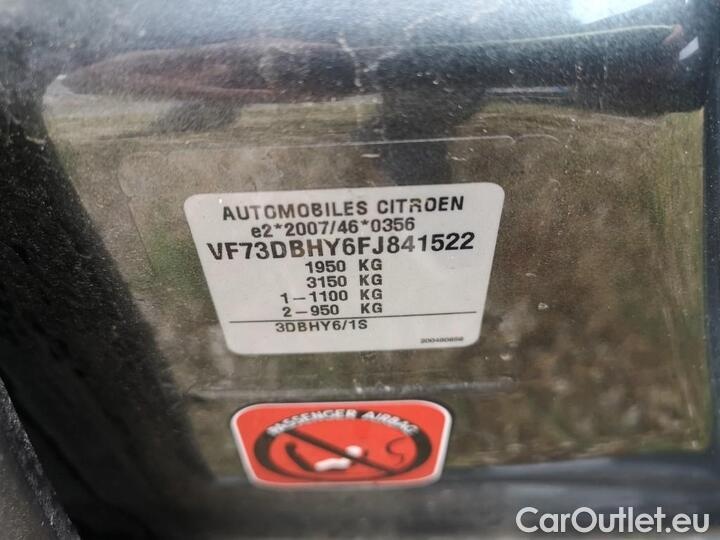 AUTOMOBILES CITROEN
e2*2007/46*0356
VF73DBHY6FJ841522
1950 KG
3150 KG
1-1100 KG
2-950 KG
3DBHY6/1S
PASSENGER AIRBAG
CarOutlet.eu